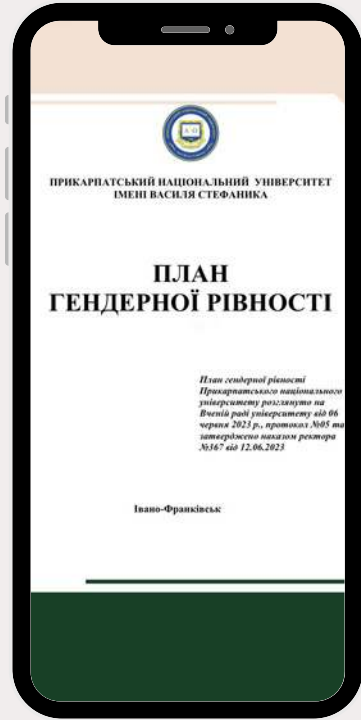 ПРИКАРПАТСЬКИЙ НАЦІОНАЛЬНИЙ УНІВЕРСИТЕТ
ІМЕНІ ВАСИЛЯ СТЕФАНИКА
ПЛАН
ГЕНДЕРНОЇ РІВНОСТІ
План гендерної рівності
Прикарпатського національного
університету розглянуто на
Вченій раді університету від 06
червня 2023 р., протокол №05 та
затверджено наказом ректора
№367 від 12.06.2023
Івано-Франківськ